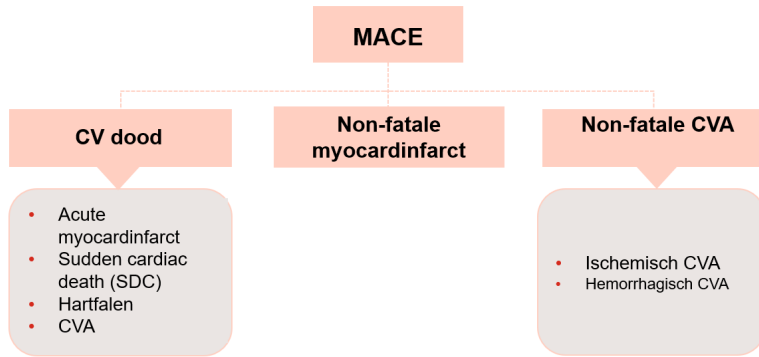 MACE
CV dood
Non-fatale
myocardinfarct
Non-fatale CVA
• Acute
myocardinfarct
• Sudden cardiac
death (SDC)
• Hartfalen
• CVA
• Ischemisch CVA
• Hemorrhagisch CVA